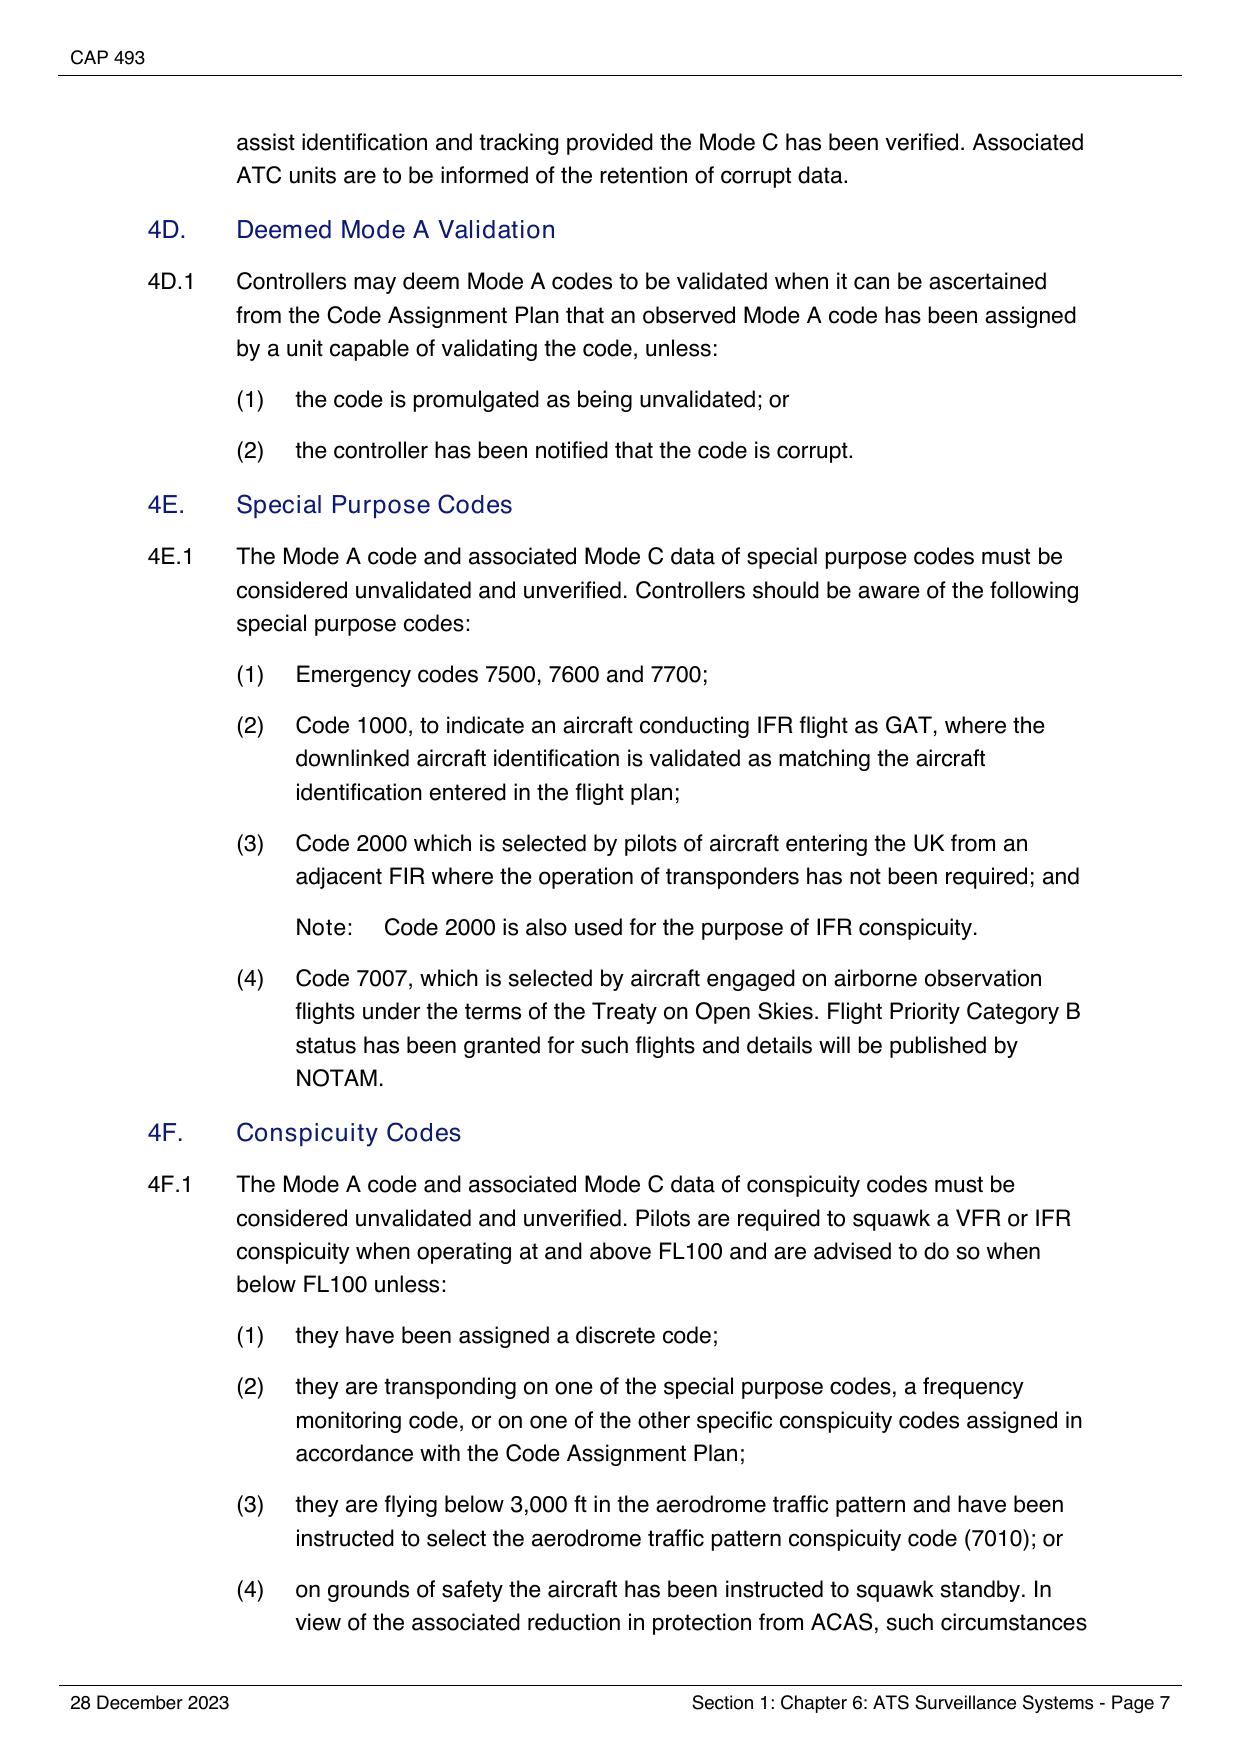 CAP 493
assist identification and tracking provided the Mode C has been verified. Associated
ATC units are to be informed of the retention of corrupt data.
4D. Deemed Mode A Validation
4D.1 Controllers may deem Mode A codes to be validated when it can be ascertained
from the Code Assignment Plan that an observed Mode A code has been assigned
by a unit capable of validating the code, unless:
(1) the code is promulgated as being unvalidated; or
(2) the controller has been notified that the code is corrupt.
4E. Special Purpose Codes
4E.1 The Mode A code and associated Mode C data of special purpose codes must be
considered unvalidated and unverified. Controllers should be aware of the following
special purpose codes:
(1) Emergency codes 7500, 7600 and 7700;
(2) Code 1000, to indicate an aircraft conducting IFR flight as GAT, where the
downlinked aircraft identification is validated as matching the aircraft
identification entered in the flight plan;
(3) Code 2000 which is selected by pilots of aircraft entering the UK from an
adjacent FIR where the operation of transponders has not been required; and
Note: Code 2000 is also used for the purpose of IFR conspicuity.
(4) Code 7007, which is selected by aircraft engaged on airborne observation
flights under the terms of the Treaty on Open Skies. Flight Priority Category B
status has been granted for such flights and details will be published by
NOTAM.
4F. Conspicuity Codes
4F.1 The Mode A code and associated Mode C data of conspicuity codes must be
considered unvalidated and unverified. Pilots are required to squawk a VFR or IFR
conspicuity when operating at and above FL100 and are advised to do so when
below FL100 unless:
(1) they have been assigned a discrete code;
(2) they are transponding on one of the special purpose codes, a frequency
monitoring code, or on one of the other specific conspicuity codes assigned in
accordance with the Code Assignment Plan;
(3) they are flying below 3,000 ft in the aerodrome traffic pattern and have been
instructed to select the aerodrome traffic pattern conspicuity code (7010); or
(4) on grounds of safety the aircraft has been instructed to squawk standby. In
view of the associated reduction in protection from ACAS, such circumstances
28 December 2023 Section 1: Chapter 6: ATS Surveillance Systems - Page 7